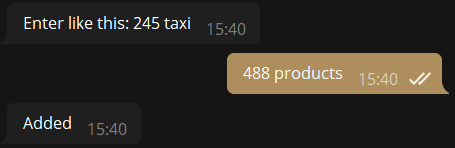 Enter like this: 245 taxi 15:40
488 products 15:40
Added 15:40